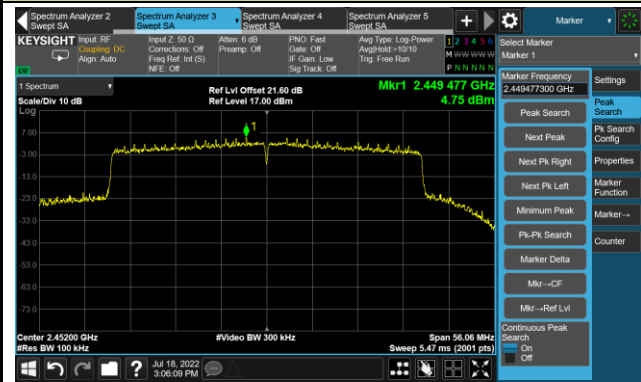 Spectrum Analyzer 2
Swept SA
Spectrum Analyzer 3
Swept SA
Spectrum Analyzer 4
Swept SA
Spectrum Analyzer 5
Swept SA
Marker
KEYSIGHT
Input: RF
Coupling: DC
Align: Auto
Input Z: 50 Ω
Corrections: Off
Freq Ref: Int (S)
NFE: Off
Atten: 6 dB
Preamp: Off
PNO: Fast
Gate: Off
IF Gain: Low
Sig Track: Off
Avg Type: Log-Power
Avg|Hold:>10/10
Trig: Free Run
1 2 3 4 5 6
M W W W W W
P N N N N N
LXI
Select Marker
Marker 1
1 Spectrum
Scale/Div 10 dB
Log
Ref Lvl Offset 21.60 dB
Ref Level 17.00 dBm
Mkr1 2.449 477 GHz
4.75 dBm
1
7.00
-3.00
-13.0
-23.0
-33.0
-43.0
-53.0
-63.0
-73.0
Center 2.45200 GHz
#Res BW 100 kHz
#Video BW 300 kHz
Span 56.06 MHz
Sweep 5.47 ms (2001 pts)
Marker Frequency
2.449477300 GHz
Peak Search
Next Peak
Next Pk Right
Next Pk Left
Minimum Peak
Pk-Pk Search
Marker Delta
Mkr→CF
Mkr→Ref Lvl
Continuous Peak
Search
On
Off
Settings
Peak
Search
Pk Search
Config
Properties
Marker
Function
Marker→
Counter
?
Jul 18, 2022
3:06:09 PM